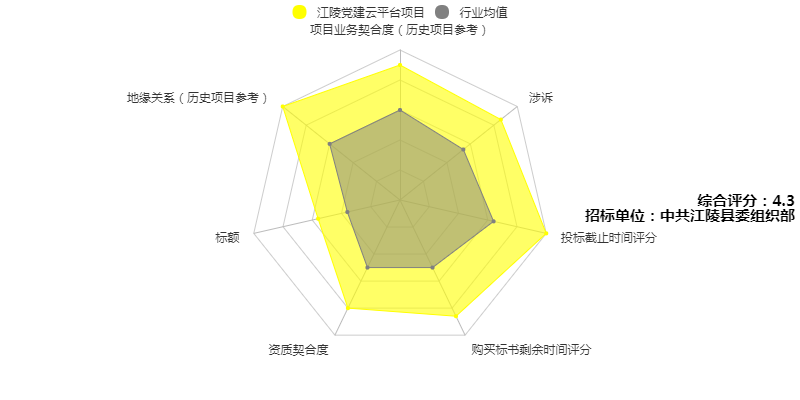 江陵党建云平台项目 行业均值
项目业务契合度（历史项目参考）
地缘关系（历史项目参考）
涉诉
综合评分：4.3
招标单位：中共江陵县委组织部
标额
投标截止时间评分
资质契合度
购买标书剩余时间评分